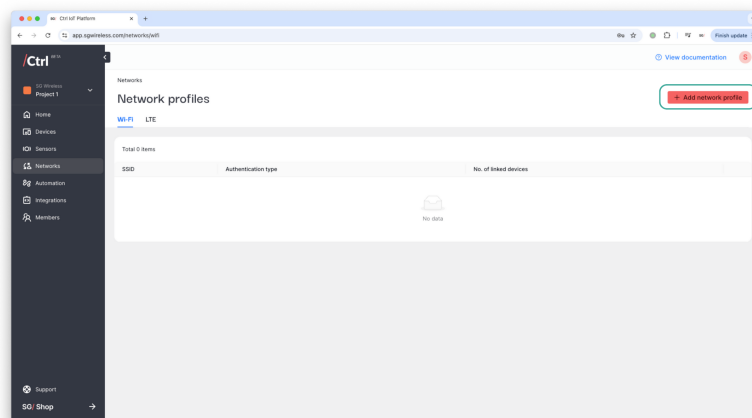 Ctrl IoT Platform
app.sgwireless.com/networks/wifi
Finish update
/Ctrl BETA
View documentation
S
SG Wireless
Project 1
Networks
Network profiles
+ Add network profile
Wi-Fi LTE
Home
Devices
Sensors
Networks
Automation
Integrations
Members
Total 0 items
SSID Authentication type No. of linked devices
No data
Support
SG/ Shop